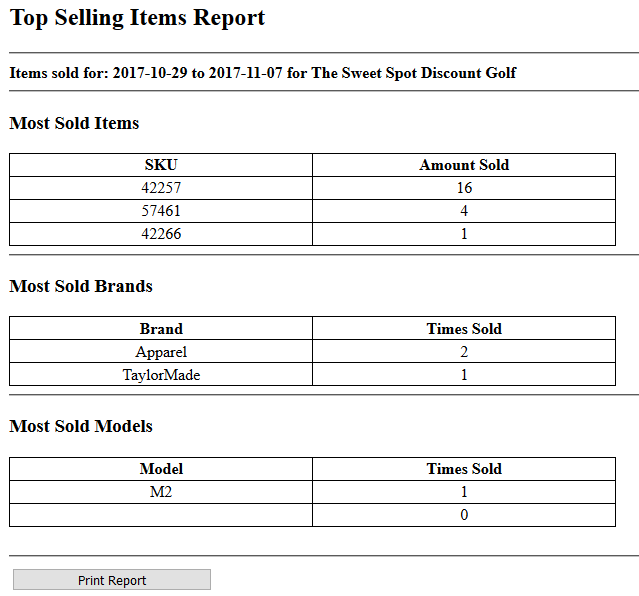 Top Selling Items Report
Items sold for: 2017-10-29 to 2017-11-07 for The Sweet Spot Discount Golf
Most Sold Items
SKU Amount Sold
42257 16
57461 4
42266 1
Most Sold Brands
Brand Times Sold
Apparel 2
TaylorMade 1
Most Sold Models
Model Times Sold
M2 1
0
Print Report